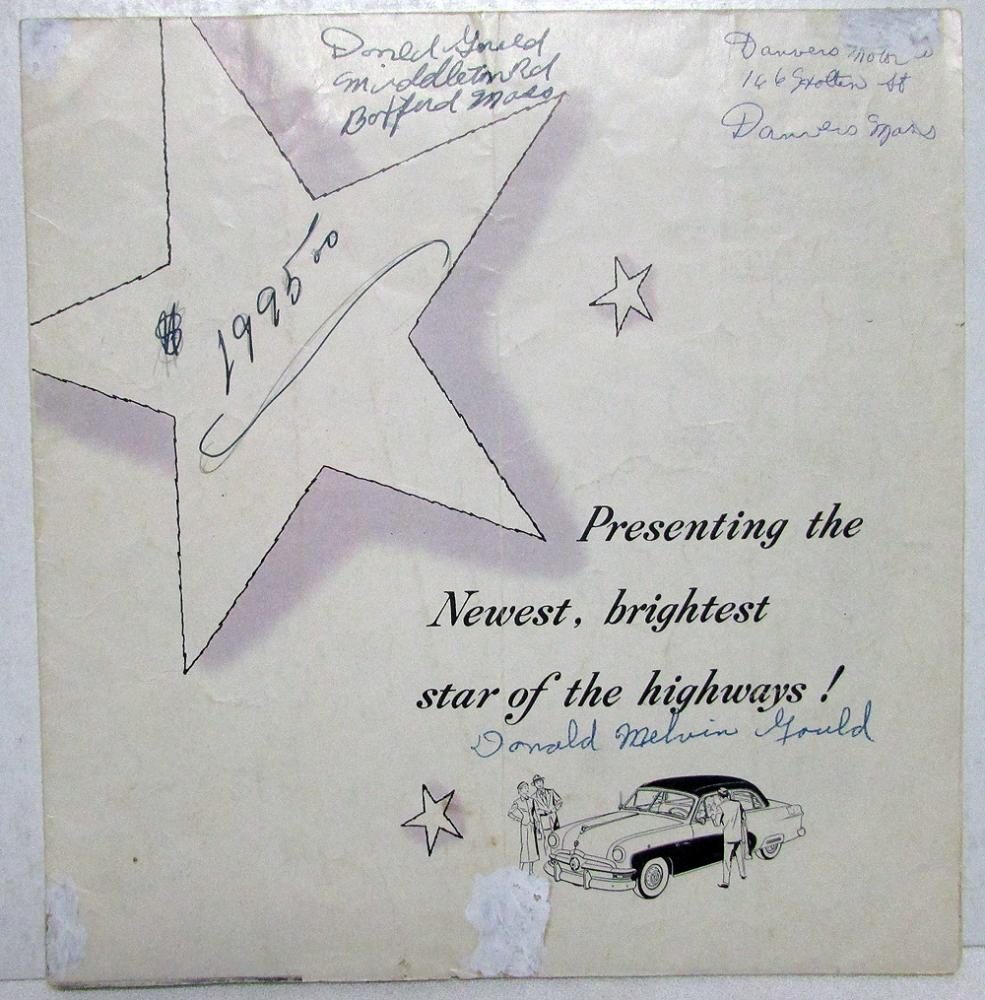 Donald Gould
Middleton Rd
Boxford Mass
Danvers Motor
Holten St
Danvers Mass
$ 1995.00
Presenting the
Newest, brightest
star of the highways !
Donald Melvin Gould